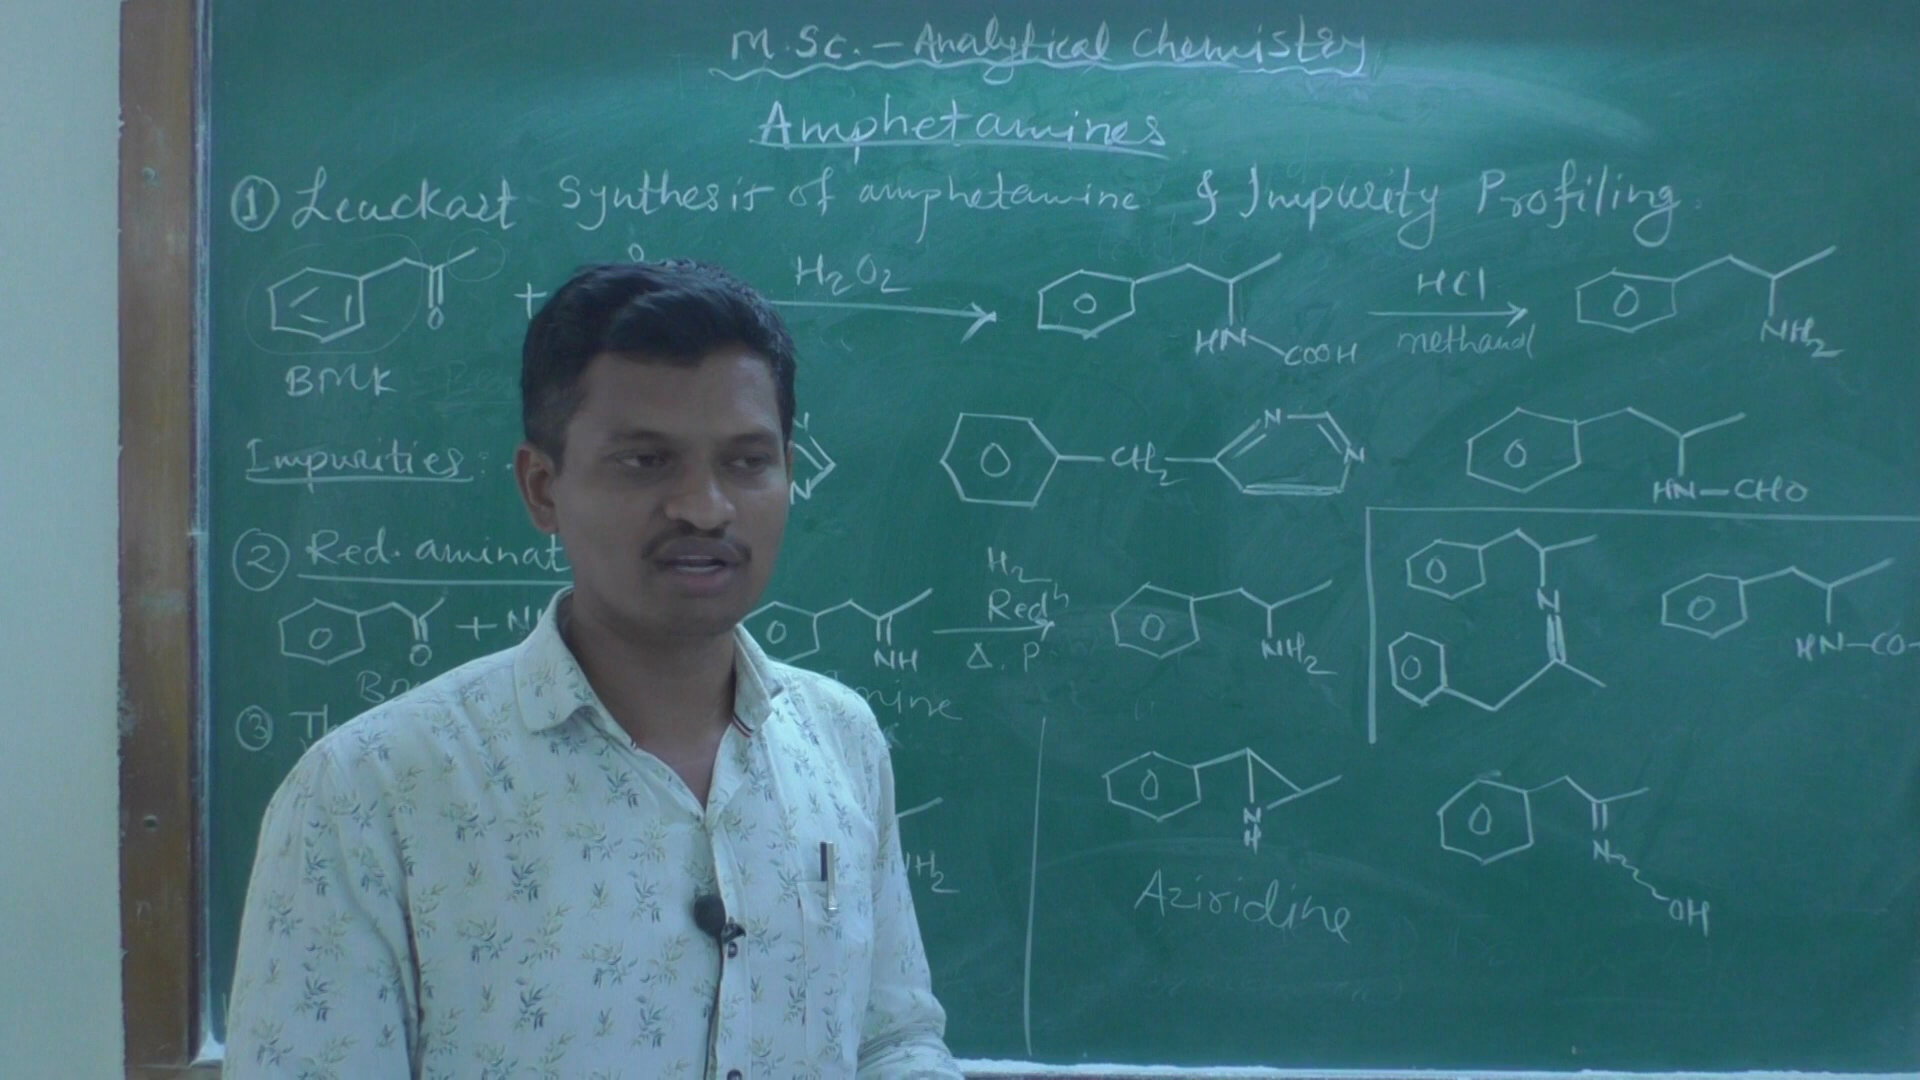 M.Sc. - Analytical Chemistry
Amphetamines
① Leuckart Synthesis of amphetamine & Impurity Profiling.
O + O H2O2 HN COOH HCl methanol NH2
BMK
Impurities: N CH2 N N HN-CHO
② Red. aminat
O + H2 Redn Δ. P. NH NH2 N N HN-CO-
③ Th
NH2 N H N OH
Aziridine